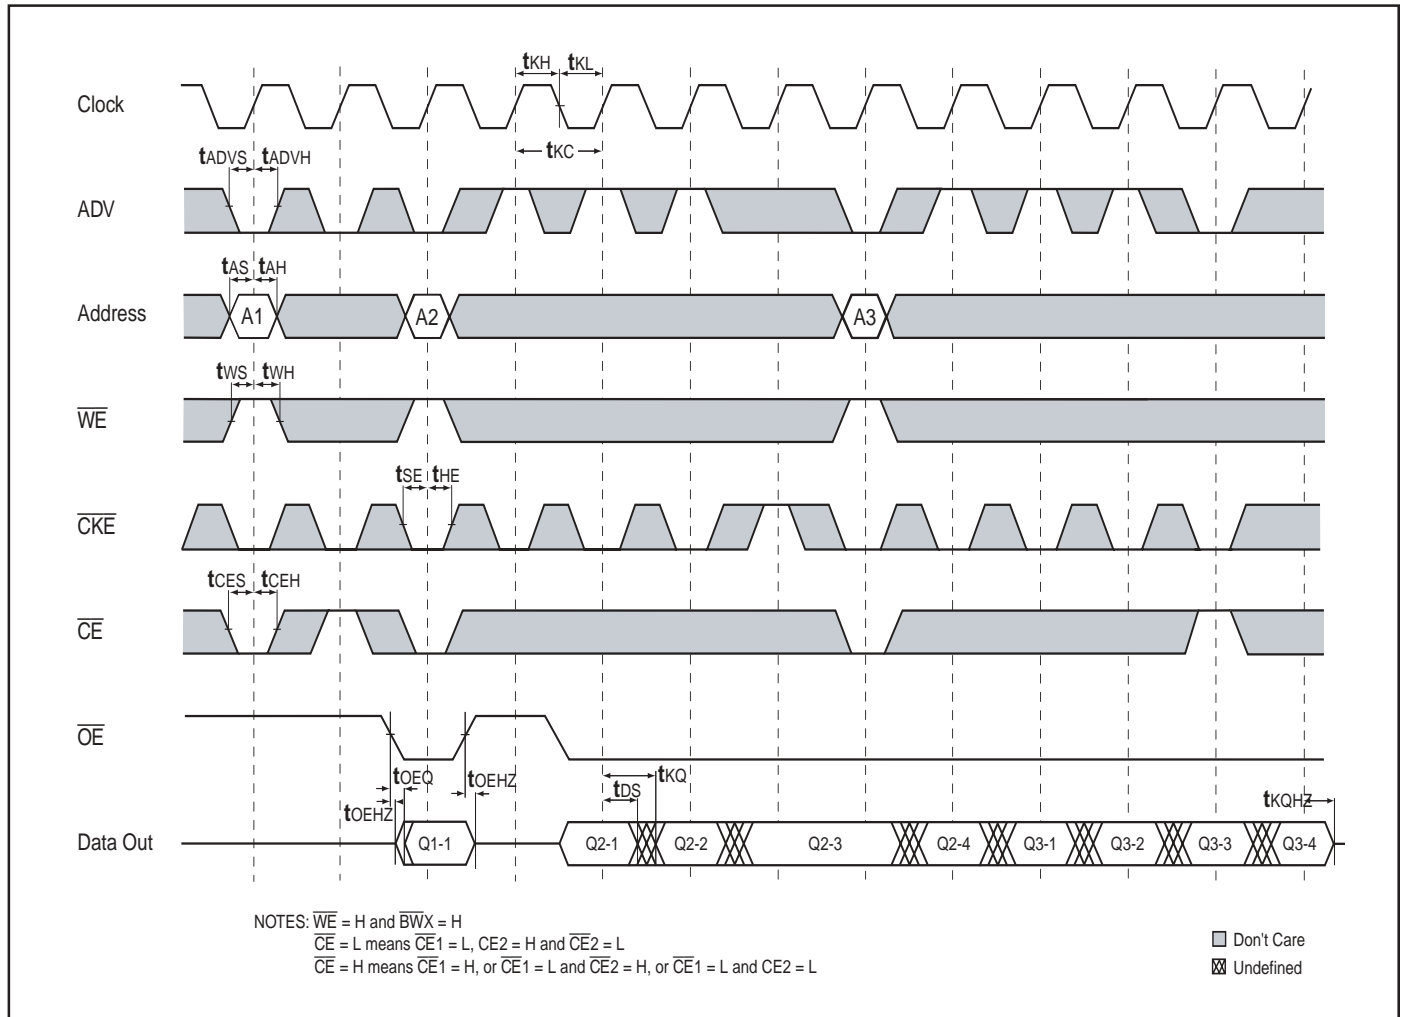 tKH tKL
Clock
tKC
tADVS tADVH
ADV
tAS tAH
Address
A1 A2 A3
tWS tWH
WE
tSE tHE
CKE
tCES tCEH
CE
OE
tOEQ tOEHZ tKQ
tDS
tOEHZ tKQHZ
Data Out
Q1-1 Q2-1 Q2-2 Q2-3 Q2-4 Q3-1 Q3-2 Q3-3 Q3-4
NOTES: WE = H and BWX = H
CE = L means CE1 = L, CE2 = H and CE2 = L
CE = H means CE1 = H, or CE1 = L and CE2 = H, or CE1 = L and CE2 = L
Don't Care
Undefined